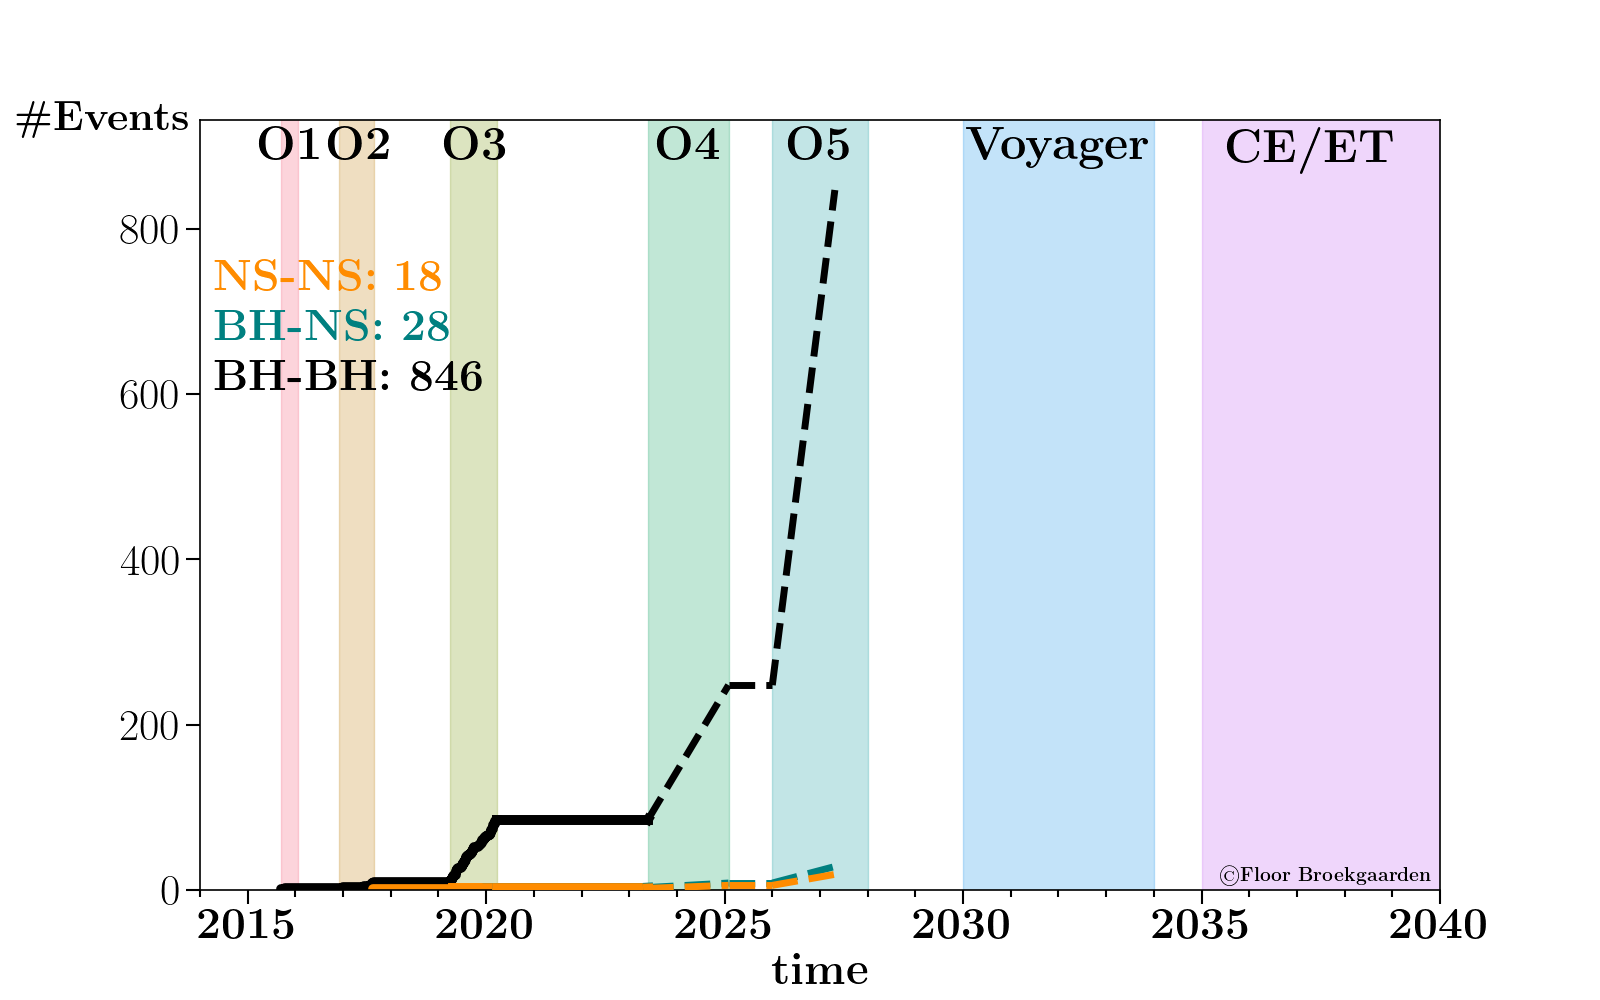 #Events
O1 O2 O3 O4 O5 Voyager CE/ET
800
NS-NS: 18
BH-NS: 28
BH-BH: 846
600
400
200
0
©Floor Broekgaarden
2015 2020 2025 2030 2035 2040
time